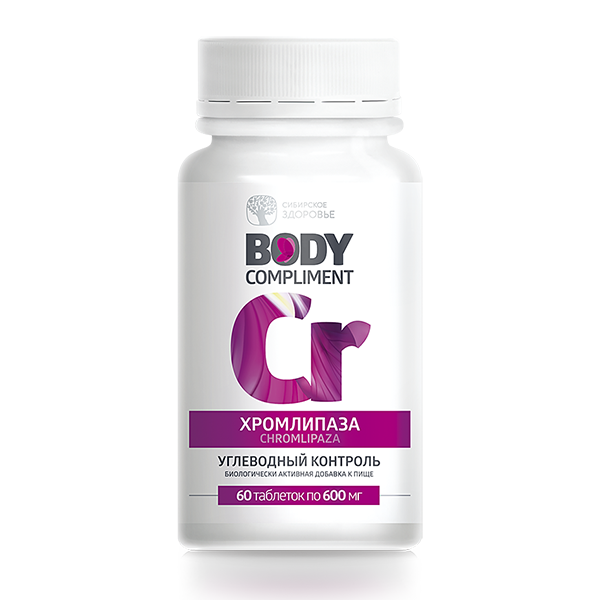 СИБИРСКОЕ
ЗДОРОВЬЕ
BODY
COMPLIMENT
Cr
ХРОМЛИПАЗА
CHROMLIPAZA
УГЛЕВОДНЫЙ КОНТРОЛЬ
БИОЛОГИЧЕСКИ АКТИВНАЯ ДОБАВКА К ПИЩЕ
60 таблеток по 600 мг